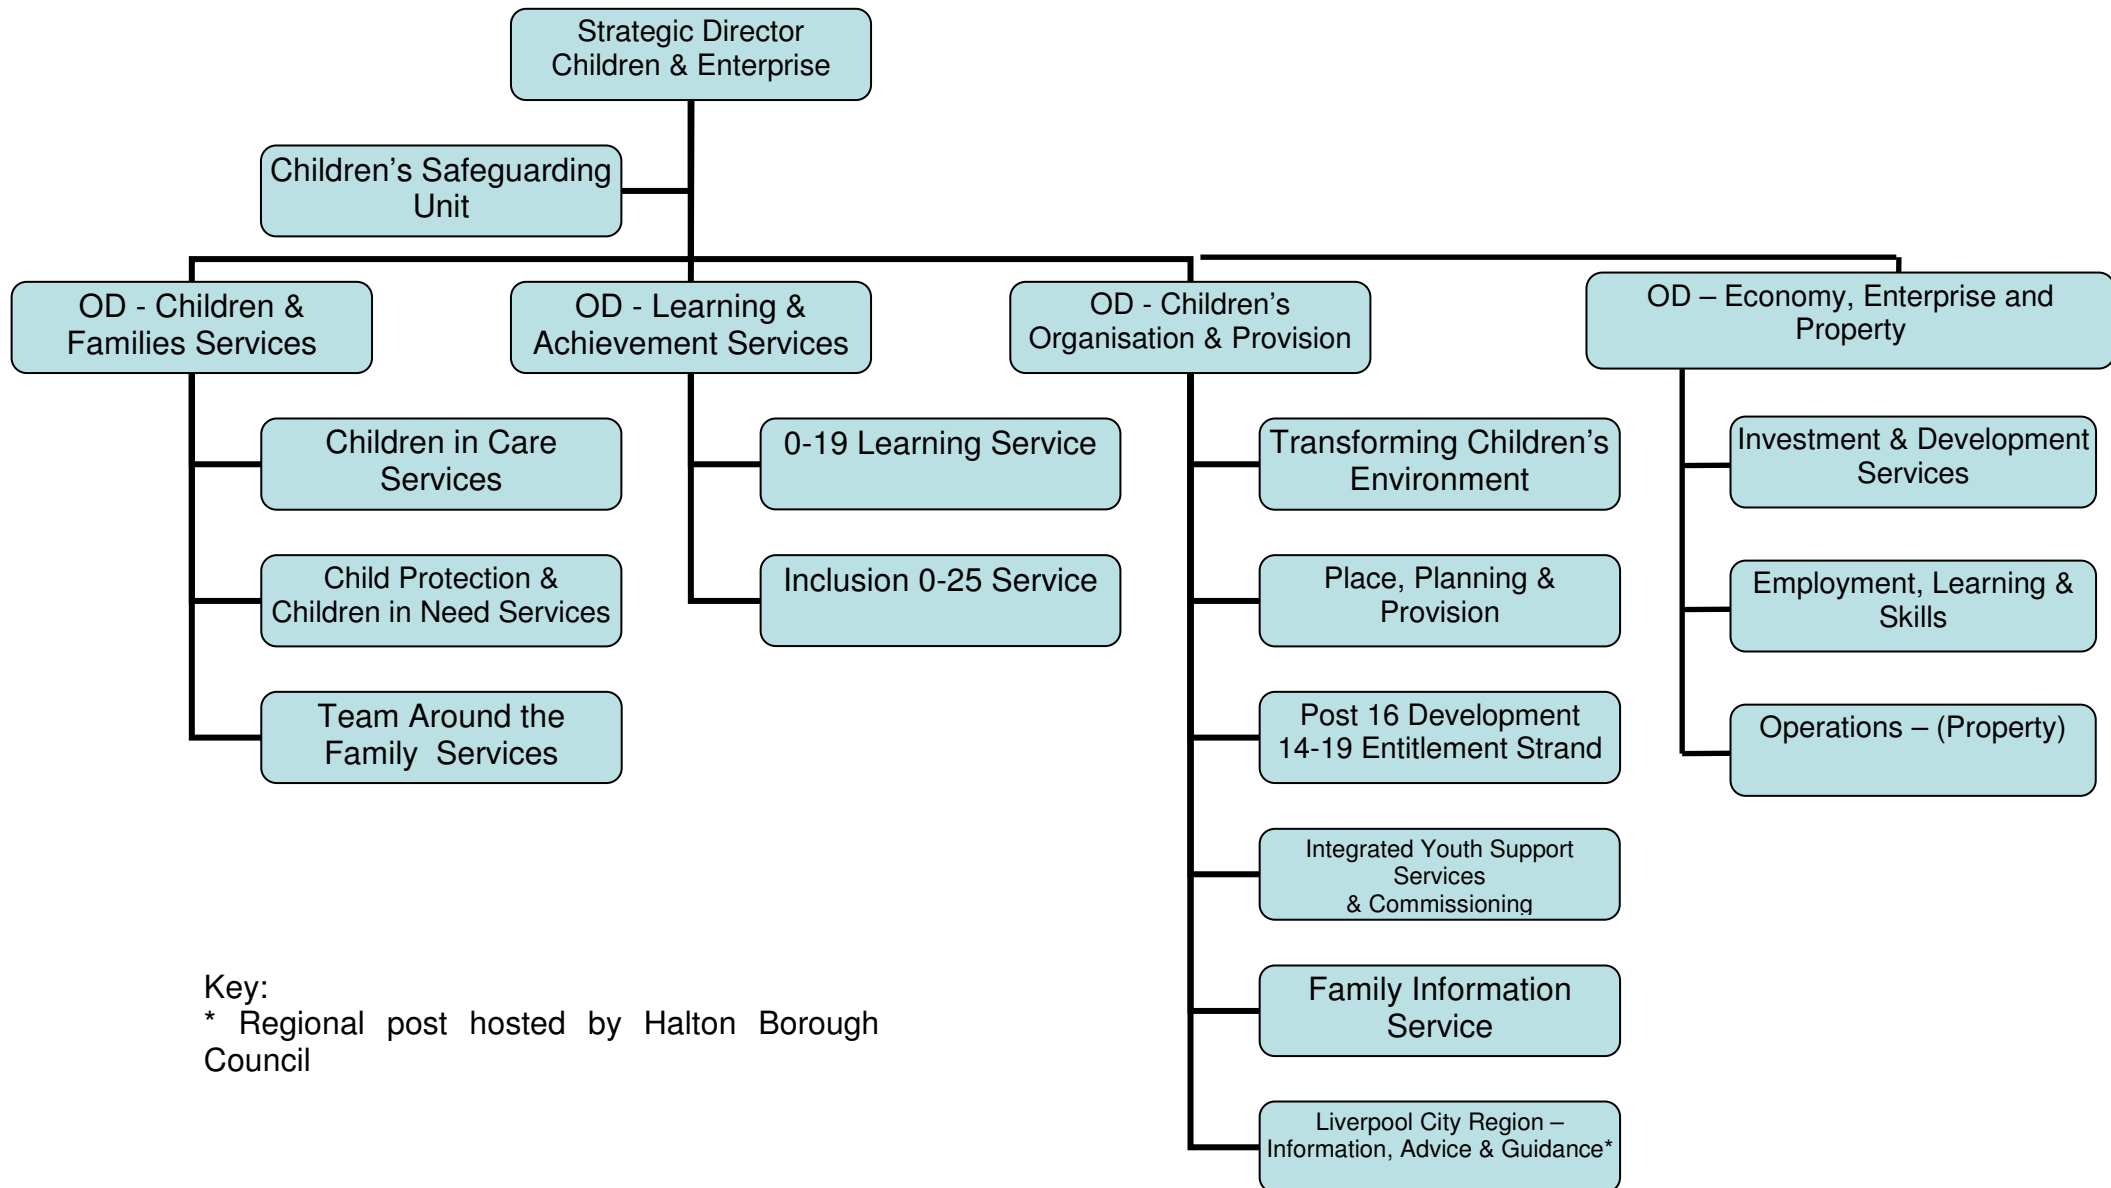 Strategic Director
Children & Enterprise
Children’s Safeguarding
Unit
OD - Children &
Families Services
OD - Learning &
Achievement Services
OD - Children’s
Organisation & Provision
OD – Economy, Enterprise and
Property
Children in Care
Services
Child Protection &
Children in Need Services
Team Around the
Family  Services
0-19 Learning Service
Inclusion 0-25 Service
Transforming Children’s
Environment
Place, Planning &
Provision
Post 16 Development
14-19 Entitlement Strand
Integrated Youth Support
Services
& Commissioning
Family Information
Service
Liverpool City Region –
Information, Advice & Guidance*
Investment & Development
Services
Employment, Learning &
Skills
Operations – (Property)
Key:
* Regional post hosted by Halton Borough
Council